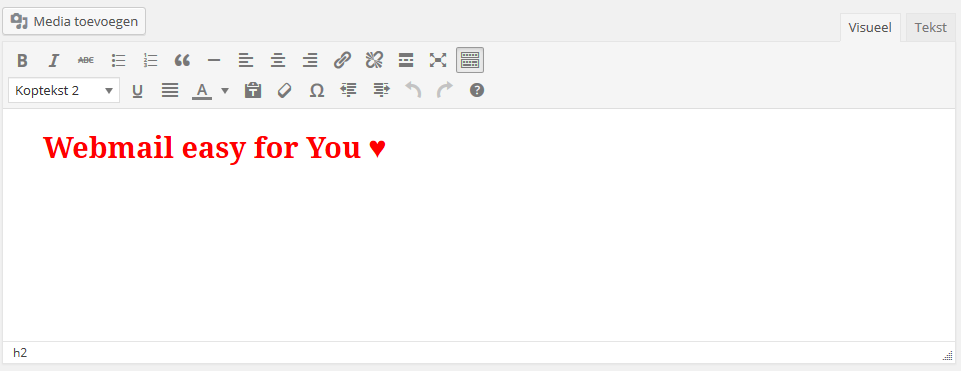 Media toevoegen
Visueel Tekst
B I ABC
Koptekst 2 U A Ω ?
Webmail easy for You ♥
h2